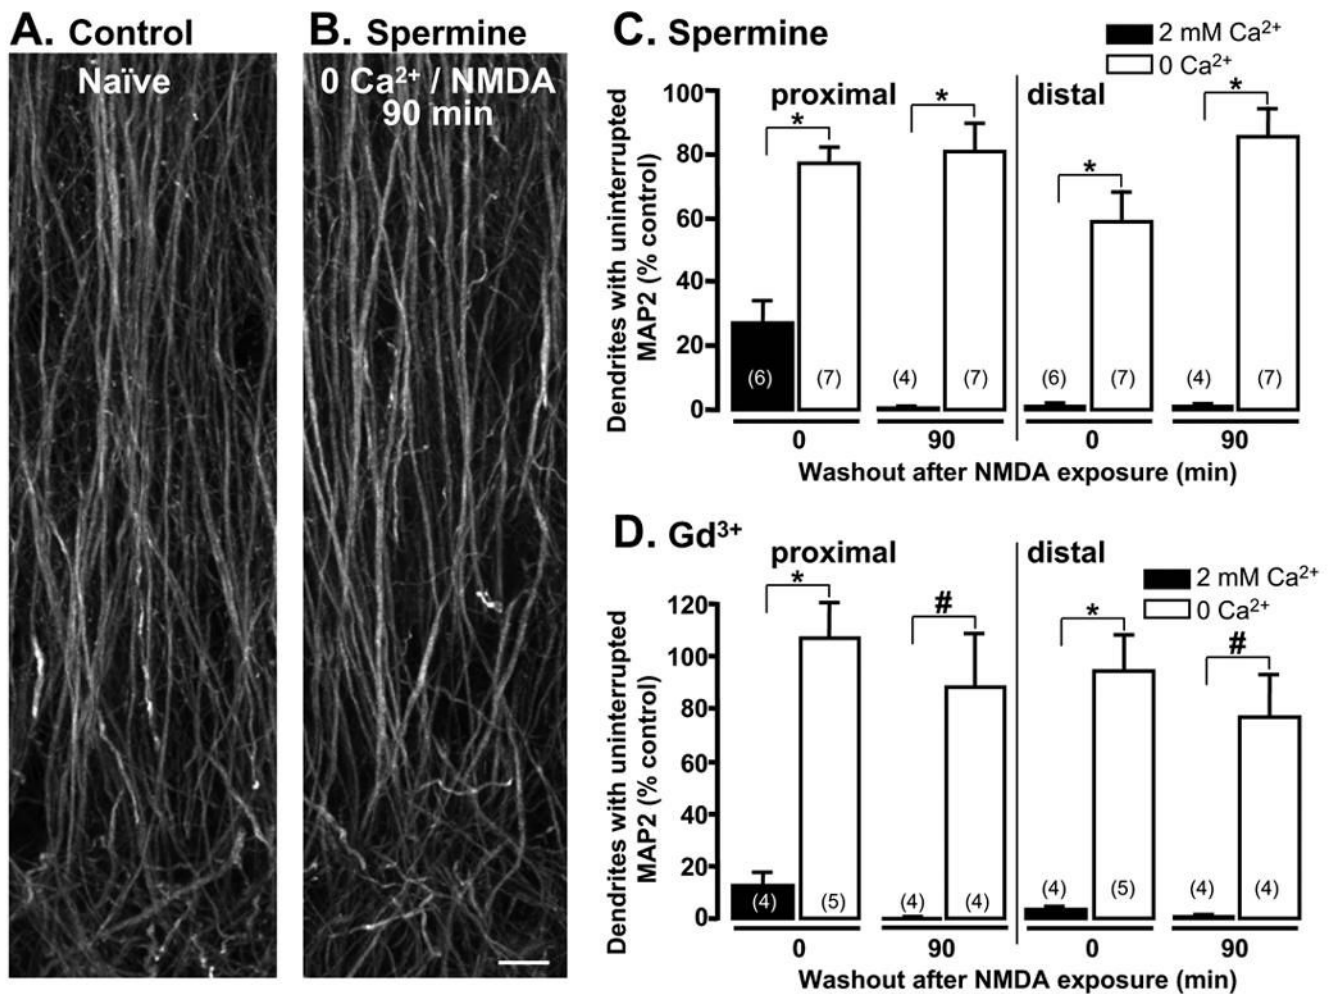 A. Control
Naïve
B. Spermine
0 Ca²⁺ / NMDA
90 min
C. Spermine
2 mM Ca²⁺
0 Ca²⁺
proximal
distal
Dendrites with uninterrupted
MAP2 (% control)
100
80
60
40
20
0
* * * *
(6) (7) (4) (7) (6) (7) (4) (7)
0 90 0 90
Washout after NMDA exposure (min)
D. Gd³⁺
proximal
distal
2 mM Ca²⁺
0 Ca²⁺
Dendrites with uninterrupted
MAP2 (% control)
120
100
80
60
40
20
0
* # * #
(4) (5) (4) (4) (4) (5) (4) (4)
0 90 0 90
Washout after NMDA exposure (min)